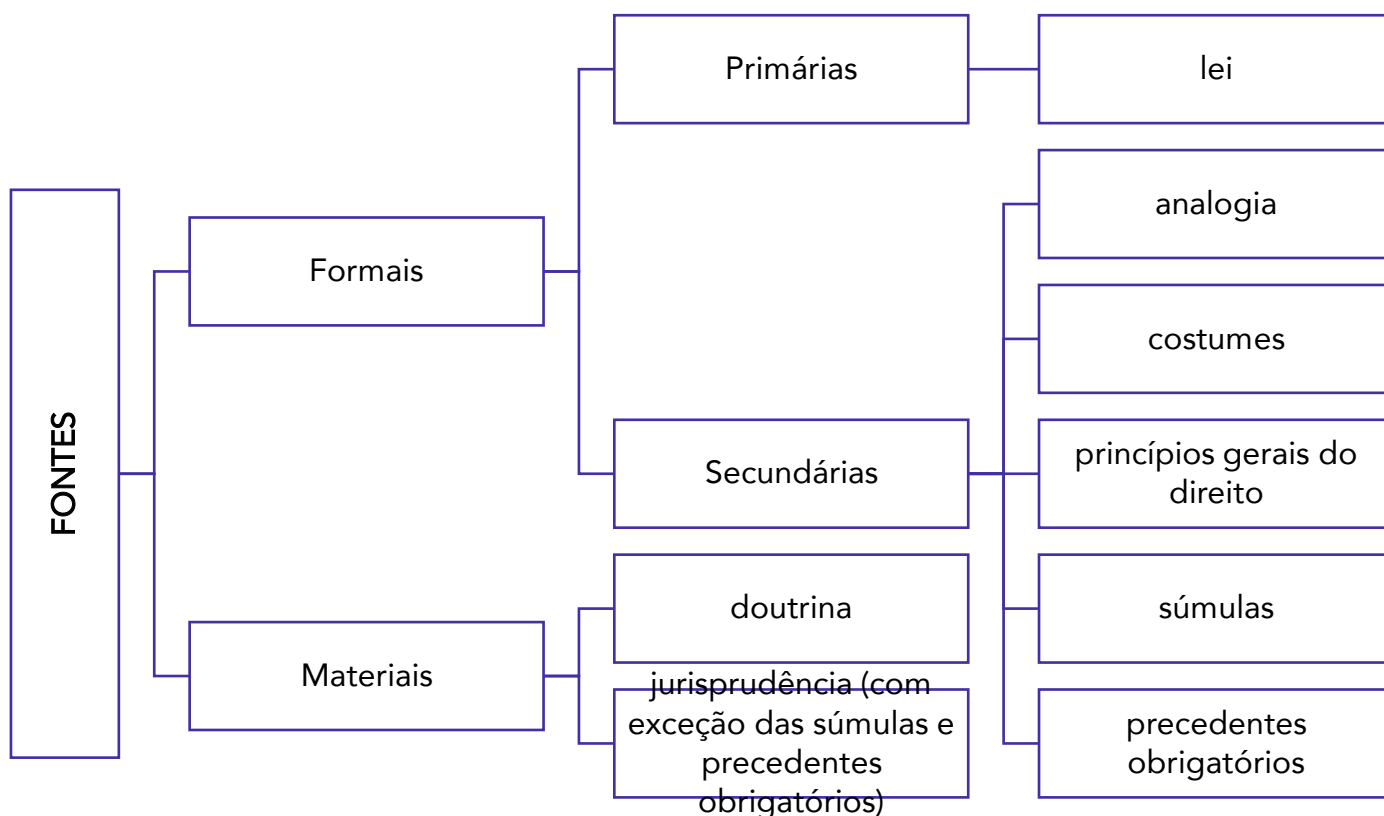 FONTES
Formais
Primárias
lei
Secundárias
analogia
costumes
princípios gerais do
direito
súmulas
precedentes
obrigatórios
Materiais
doutrina
jurisprudência (com
exceção das súmulas e
precedentes
obrigatórios)